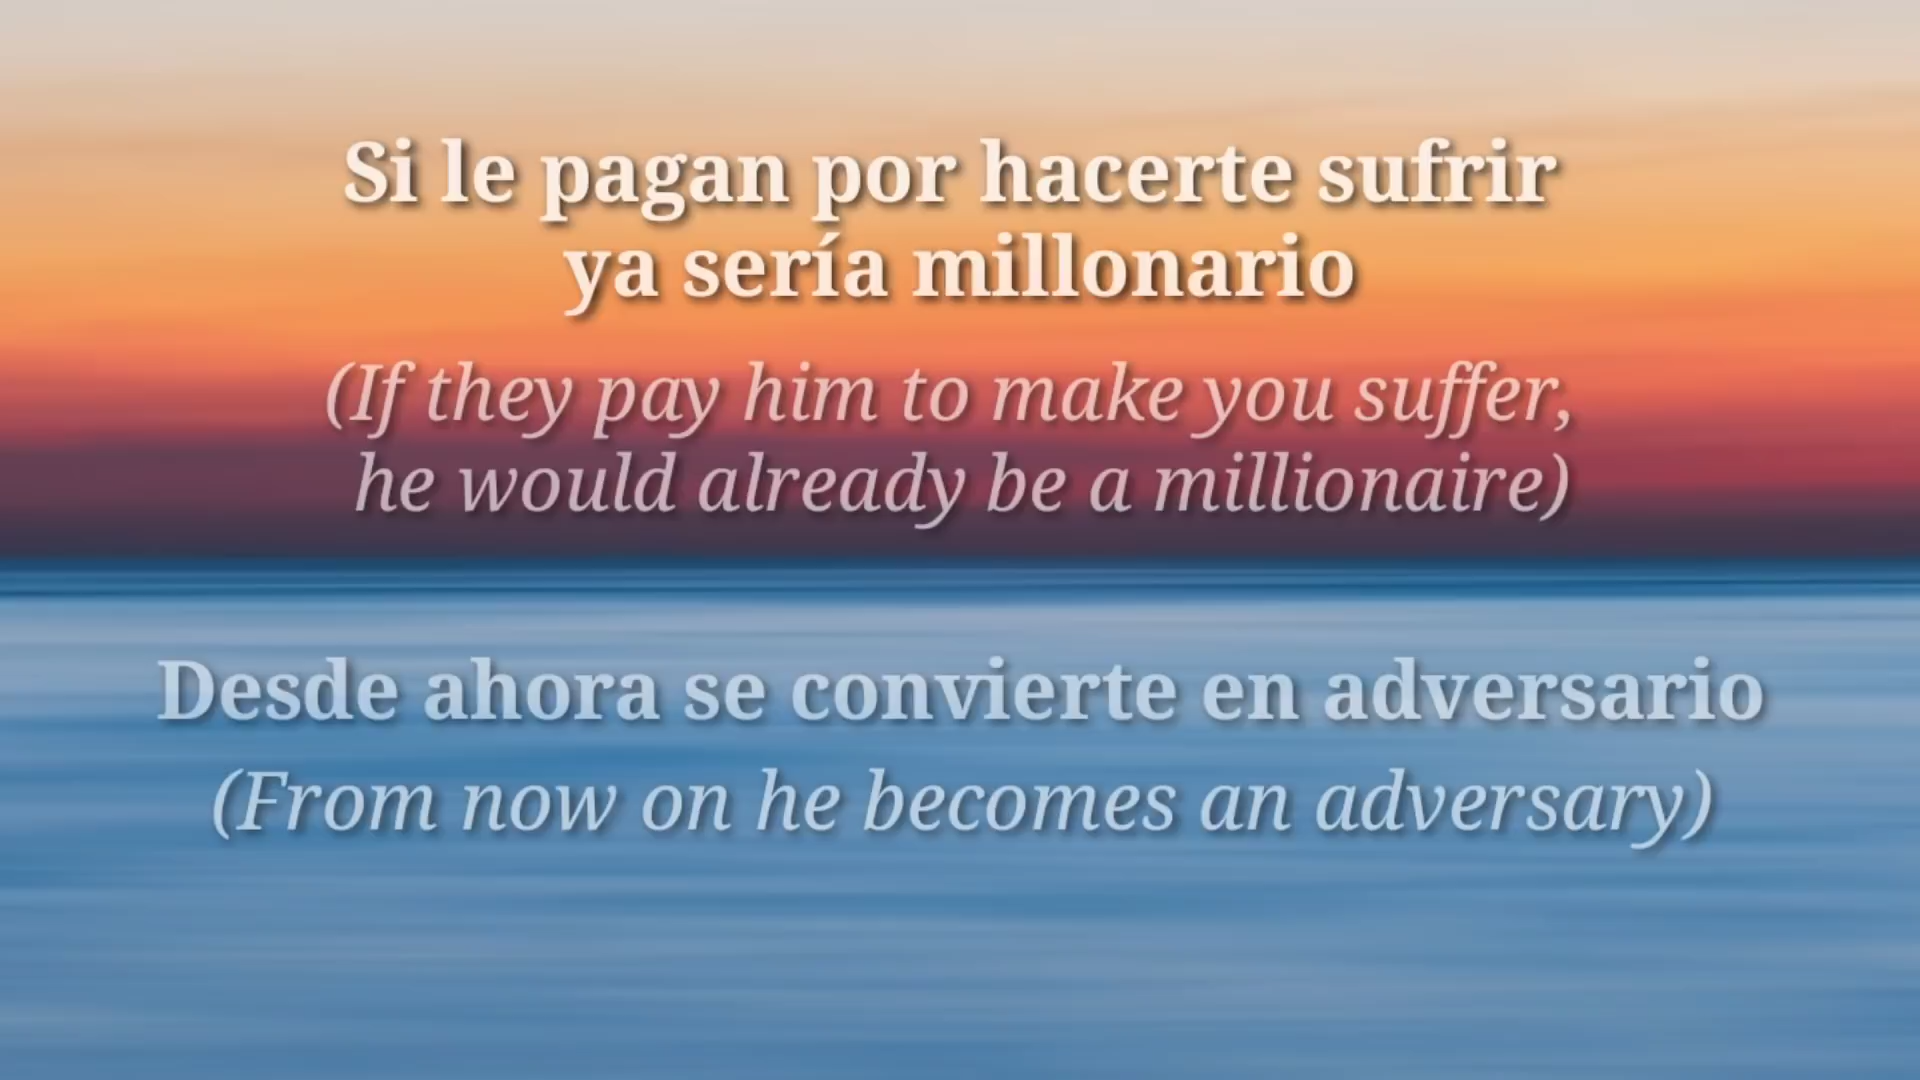 Si le pagan por hacerte sufrir
ya sería millonario
(If they pay him to make you suffer,
he would already be a millionaire)
Desde ahora se convierte en adversario
(From now on he becomes an adversary)